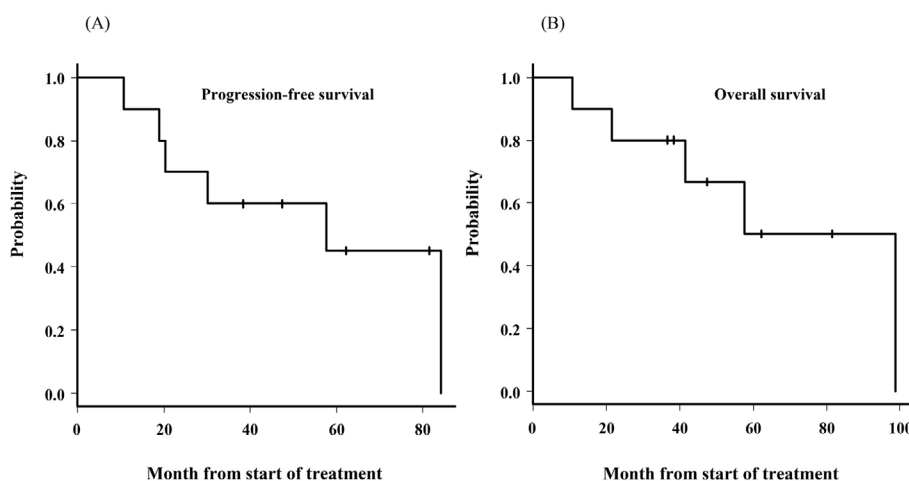 (A)
Progression-free survival
Probability
1.0
0.8
0.6
0.4
0.2
0.0
0 20 40 60 80
Month from start of treatment
(B)
Overall survival
Probability
1.0
0.8
0.6
0.4
0.2
0.0
0 20 40 60 80 100
Month from start of treatment